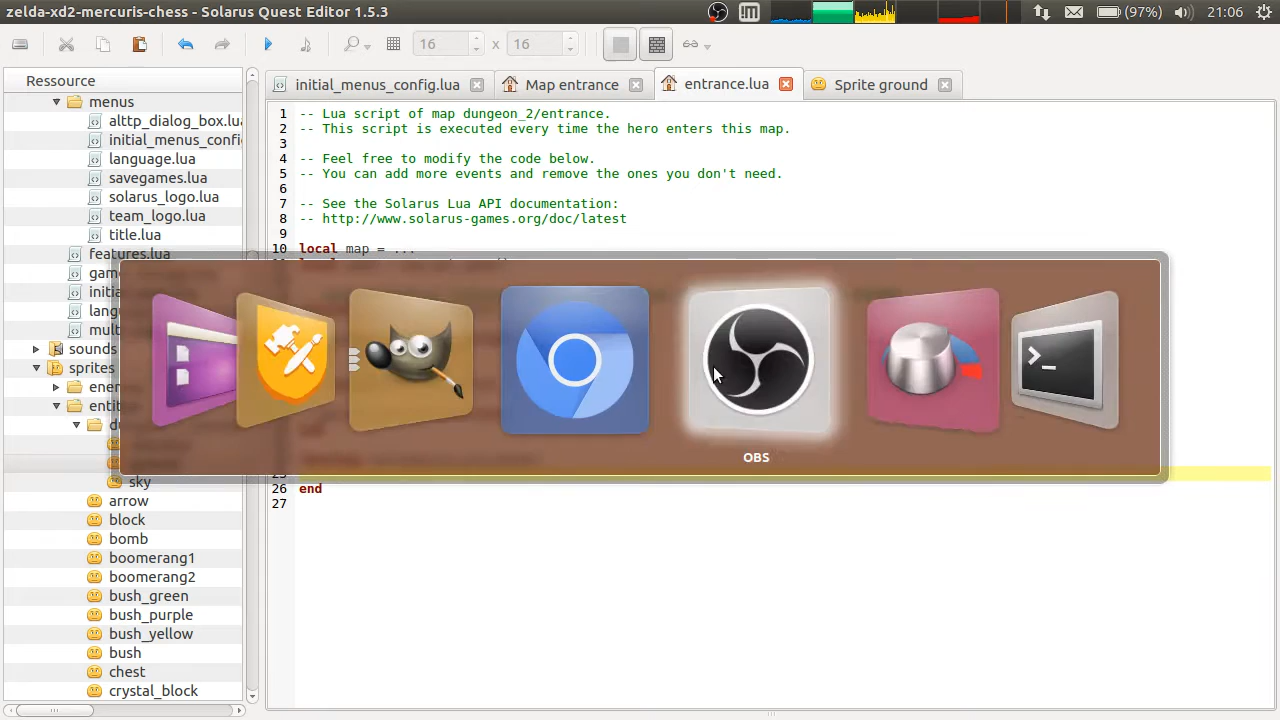 zelda-xd2-mercuris-chess - Solarus Quest Editor 1.5.3
(97%)
21:06
16
x
16
Ressource
menus
alttp_dialog_box.lua
initial_menus_confi
language.lua
savegames.lua
solarus_logo.lua
team_logo.lua
title.lua
features.lua
gam
initi
lang
mult
sounds
sprites
ener
enti
d
sky
arrow
block
bomb
boomerang1
boomerang2
bush_green
bush_purple
bush_yellow
bush
chest
crystal_block
initial_menus_config.lua
Map entrance
entrance.lua
Sprite ground
1 -- Lua script of map dungeon_2/entrance.
2 -- This script is executed every time the hero enters this map.
3
4 -- Feel free to modify the code below.
5 -- You can add more events and remove the ones you don't need.
6
7 -- See the Solarus Lua API documentation:
8 -- http://www.solarus-games.org/doc/latest
9
10 local map = ...
26 end
27
OBS